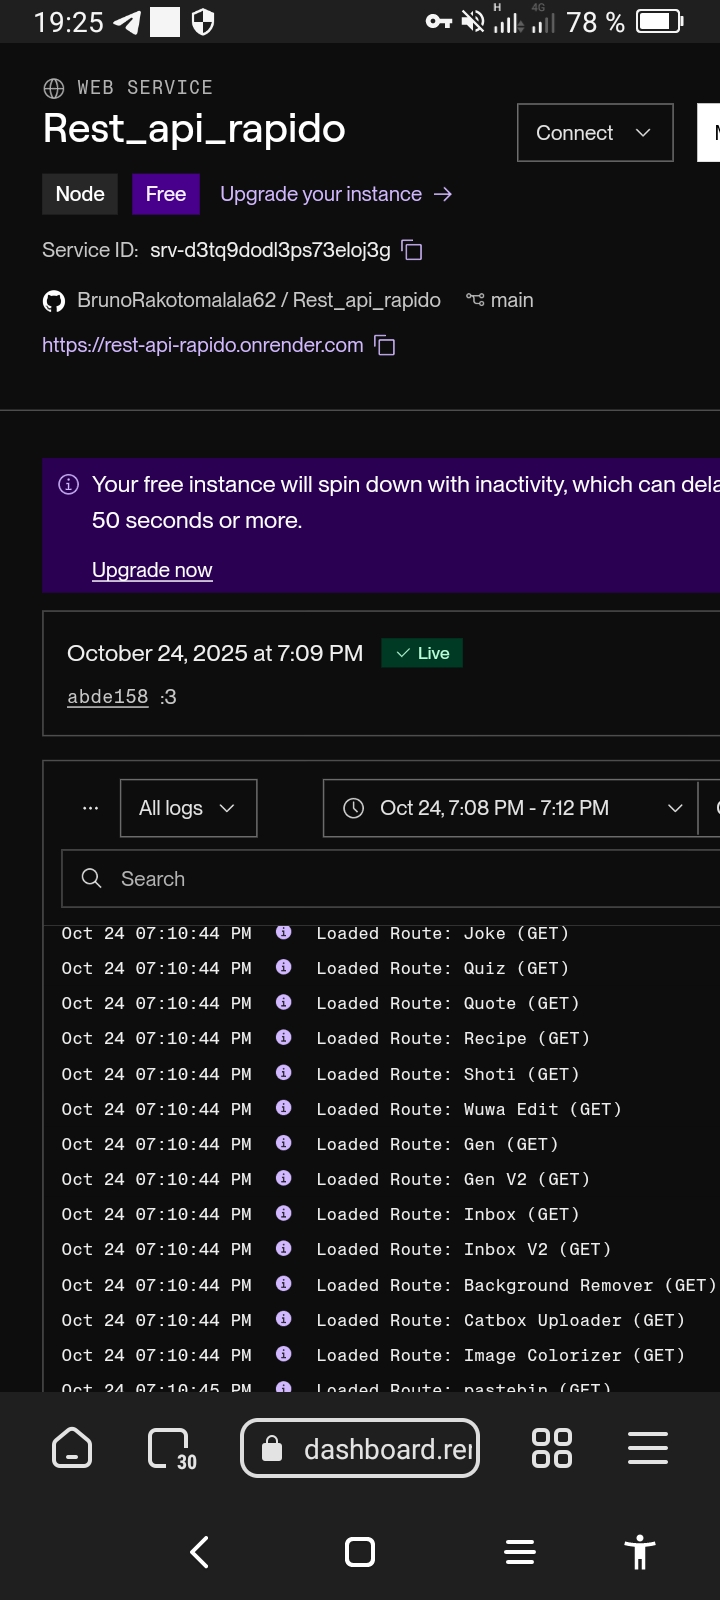 19:25 H 4G 78 %
WEB SERVICE
Rest_api_rapido
Connect
Node Free Upgrade your instance →
Service ID: srv-d3tq9dodl3ps73eloj3g
BrunoRakotomalala62 / Rest_api_rapido main
https://rest-api-rapido.onrender.com
Your free instance will spin down with inactivity, which can dela
50 seconds or more.
Upgrade now
October 24, 2025 at 7:09 PM Live
abde158 :3
... All logs Oct 24, 7:08 PM - 7:12 PM
Search
Oct 24 07:10:44 PM i Loaded Route: Joke (GET)
Oct 24 07:10:44 PM i Loaded Route: Quiz (GET)
Oct 24 07:10:44 PM i Loaded Route: Quote (GET)
Oct 24 07:10:44 PM i Loaded Route: Recipe (GET)
Oct 24 07:10:44 PM i Loaded Route: Shoti (GET)
Oct 24 07:10:44 PM i Loaded Route: Wuwa Edit (GET)
Oct 24 07:10:44 PM i Loaded Route: Gen (GET)
Oct 24 07:10:44 PM i Loaded Route: Gen V2 (GET)
Oct 24 07:10:44 PM i Loaded Route: Inbox (GET)
Oct 24 07:10:44 PM i Loaded Route: Inbox V2 (GET)
Oct 24 07:10:44 PM i Loaded Route: Background Remover (GET)
Oct 24 07:10:44 PM i Loaded Route: Catbox Uploader (GET)
Oct 24 07:10:44 PM i Loaded Route: Image Colorizer (GET)
Oct 24 07:10:45 PM i Loaded Route: pastebin (GET)
30 dashboard.rer